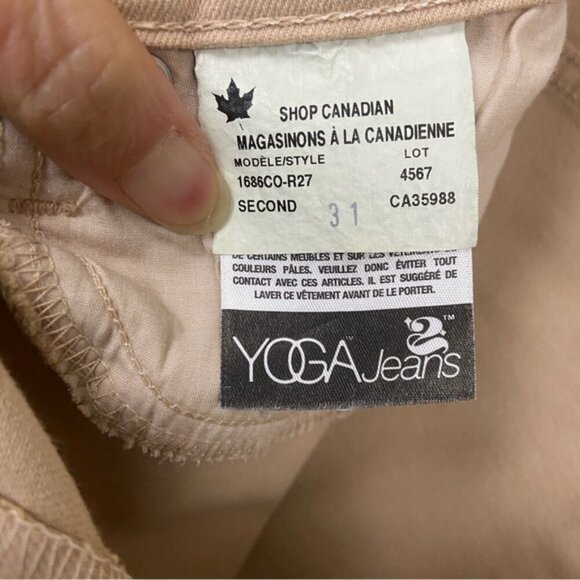 SHOP CANADIAN
MAGASINONS À LA CANADIENNE
MODÈLE/STYLE LOT
1686CO-R27 4567
SECOND 31 CA35988
DE CERTAINS MEUBLES ET SUR LES VÊTEMENTS DE
COULEURS PÂLES. VEUILLEZ DONC ÉVITER TOUT
CONTACT AVEC CES ARTICLES. IL EST SUGGÉRÉ DE
LAVER CE VÊTEMENT AVANT DE LE PORTER.
YOGA Jeans 2™